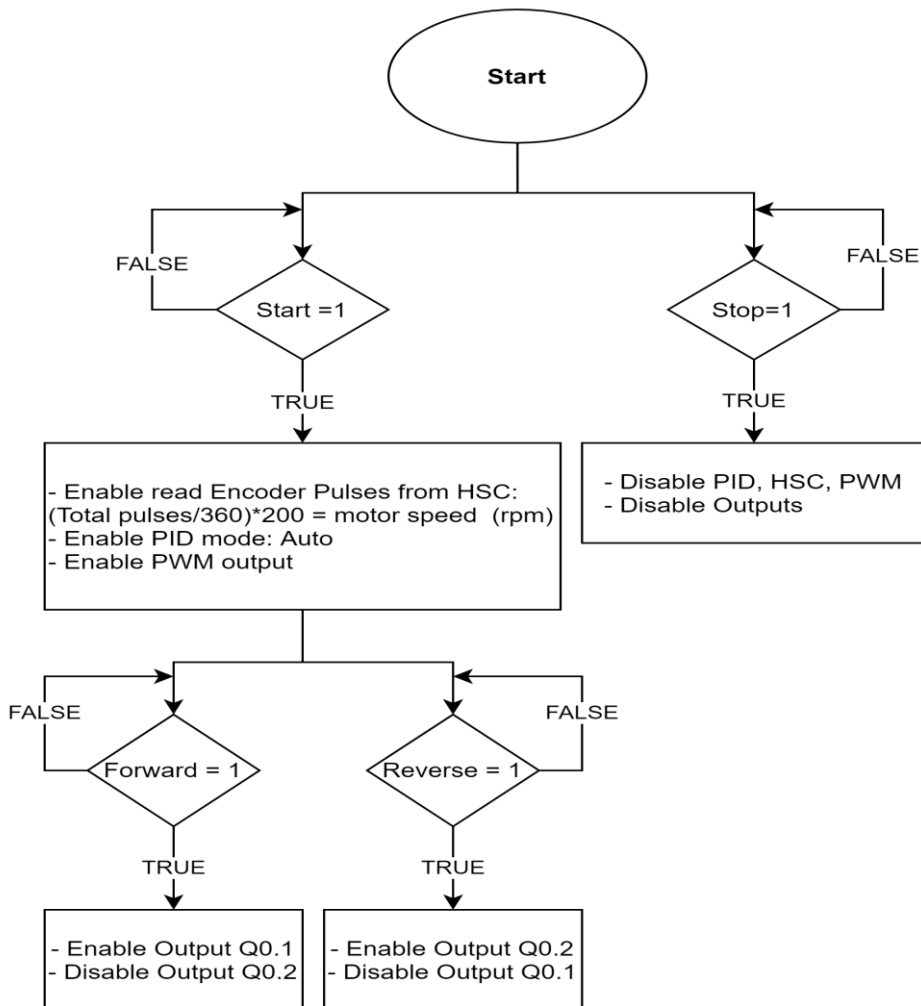 Start
FALSE
FALSE
Start =1
Stop=1
TRUE
TRUE
- Enable read Encoder Pulses from HSC:
(Total pulses/360)*200 = motor speed (rpm)
- Enable PID mode: Auto
- Enable PWM output
- Disable PID, HSC, PWM
- Disable Outputs
FALSE
FALSE
Forward = 1
Reverse = 1
TRUE
TRUE
- Enable Output Q0.1
- Disable Output Q0.2
- Enable Output Q0.2
- Disable Output Q0.1